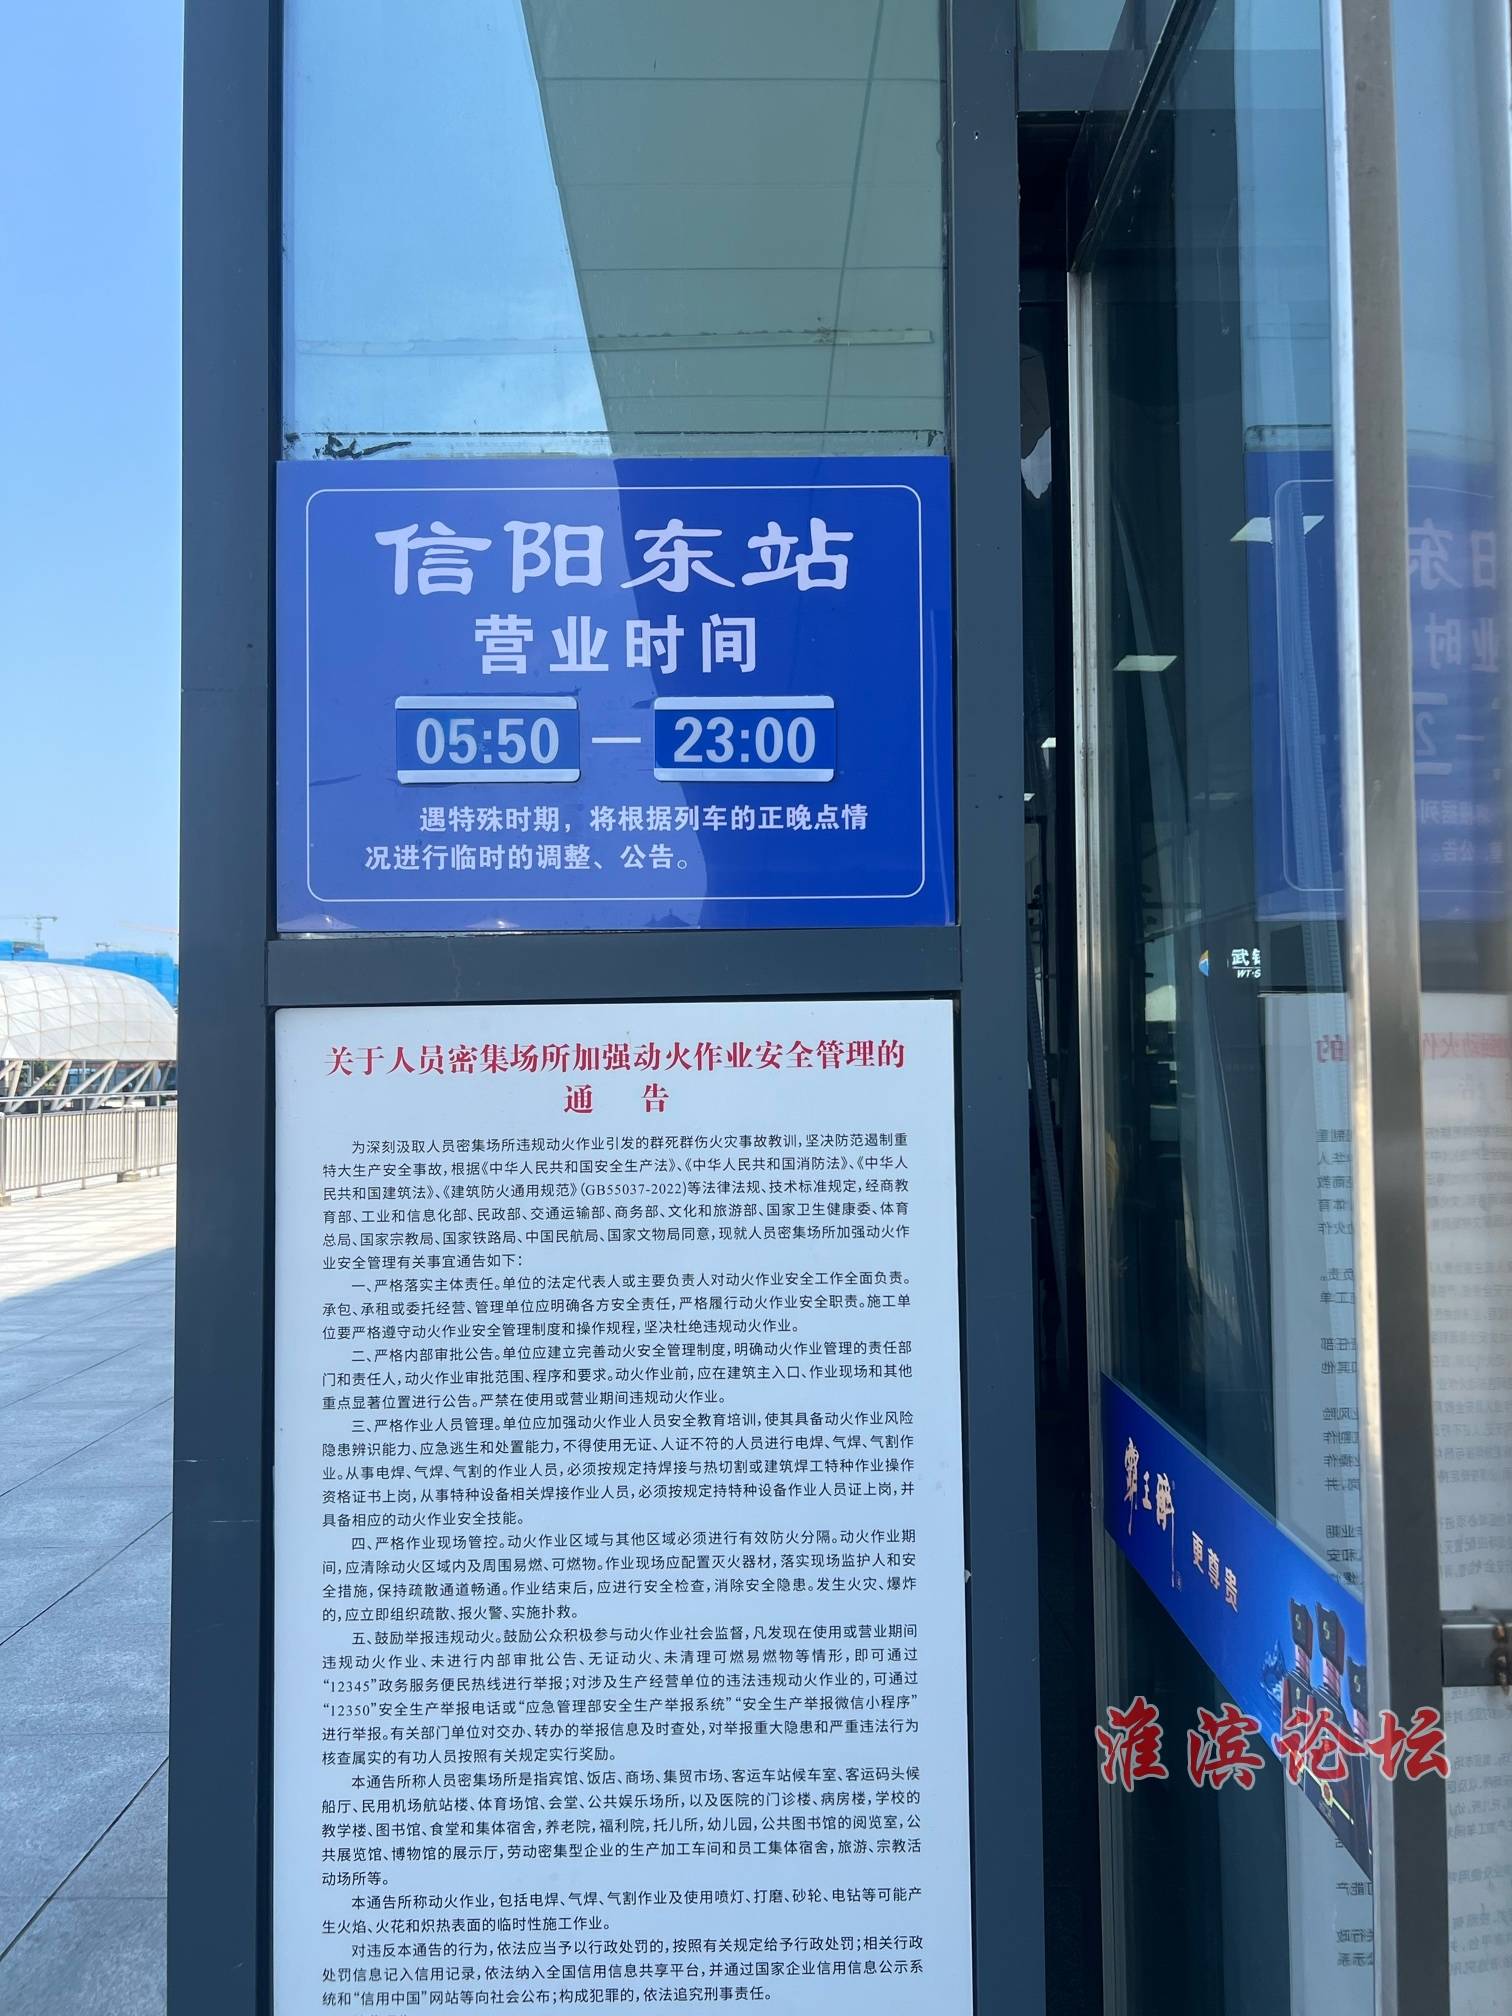 信阳东站
营业时间
05:50—23:00
遇特殊时期，将根据列车的正晚点情
况进行临时的调整、公告。
关于人员密集场所加强动火作业安全管理的
通 告
为深刻汲取人员密集场所违规动火作业引发的群死群伤火灾事故教训，坚决防范遏制重
特大生产安全事故，根据《中华人民共和国安全生产法》、《中华人民共和国消防法》、《中华人
民共和国建筑法》、《建筑防火通用规范》（GB55037-2022)等法律法规、技术标准规定，经商教
育部、工业和信息化部、民政部、交通运输部、商务部、文化和旅游部、国家卫生健康委、体育
总局、国家宗教局、国家铁路局、中国民航局、国家文物局同意，现就人员密集场所加强动火作
业安全管理有关事宜通告如下：
一、严格落实主体责任。单位的法定代表人或主要负责人对动火作业安全工作全面负责。
承包、承租或委托经营、管理单位应明确各方安全责任，严格履行动火作业安全职责。施工单
位要严格遵守动火作业安全管理制度和操作规程，坚决杜绝违规动火作业。
二、严格内部审批公告。单位应建立完善动火安全管理制度，明确动火作业管理的责任部
门和责任人，动火作业审批范围、程序和要求。动火作业前，应在建筑主入口、作业现场和其他
重点显著位置进行公告。严禁在使用或营业期间违规动火作业。
三、严格作业人员管理。单位应加强动火作业人员安全教育培训，使其具备动火作业风险
隐患辨识能力、应急逃生和处置能力，不得使用无证、人证不符的人员进行电焊、气焊、气割作
业。从事电焊、气焊、气割的作业人员，必须按规定持焊接与热切割或建筑焊工特种作业操作
资格证书上岗，从事特种设备相关焊接作业人员，必须按规定持特种设备作业人员证上岗，并
具备相应的动火作业安全技能。
四、严格作业现场管控。动火作业区域与其他区域必须进行有效防火分隔。动火作业期
间，应清除动火区域内及周围易燃、可燃物。作业现场应配置灭火器材，落实现场监护人和安
全措施，保持疏散通道畅通。作业结束后，应进行安全检查，消除安全隐患。发生火灾、爆炸
的，应立即组织疏散、报火警、实施扑救。
五、鼓励举报违规动火。鼓励公众积极参与动火作业社会监督，凡发现在使用或营业期间
违规动火作业、未进行内部审批公告、无证动火、未清理可燃易燃物等情形，即可通过
“12345”政务服务便民热线进行举报；对涉及生产经营单位的违法违规动火作业的，可通过
“12350”安全生产举报电话或“应急管理部安全生产举报系统”“安全生产举报微信小程序”
进行举报。有关部门单位对交办、转办的举报信息及时查处，对举报重大隐患和严重违法行为
核查属实的有功人员按照有关规定实行奖励。
本通告所称人员密集场所是指宾馆、饭店、商场、集贸市场、客运车站候车室、客运码头候
船厅、民用机场航站楼、体育场馆、会堂、公共娱乐场所，以及医院的门诊楼、病房楼，学校的
教学楼、图书馆、食堂和集体宿舍，养老院，福利院，托儿所，幼儿园，公共图书馆的阅览室，公
共展览馆、博物馆的展示厅，劳动密集型企业的生产加工车间和员工集体宿舍，旅游、宗教活
动场所等。
本通告所称动火作业，包括电焊、气焊、气割作业及使用喷灯、打磨、砂轮、电钻等可能产
生火焰、火花和炽热表面的临时性施工作业。
对违反本通告的行为，依法应当予以行政处罚的，按照有关规定给予行政处罚；相关行政
处罚信息记入信用记录，依法纳入全国信用信息共享平台，并通过国家企业信用信息公示系
统和“信用中国”网站等向社会公布；构成犯罪的，依法追究刑事责任。
霸王醉
更尊贵
淮滨论坛